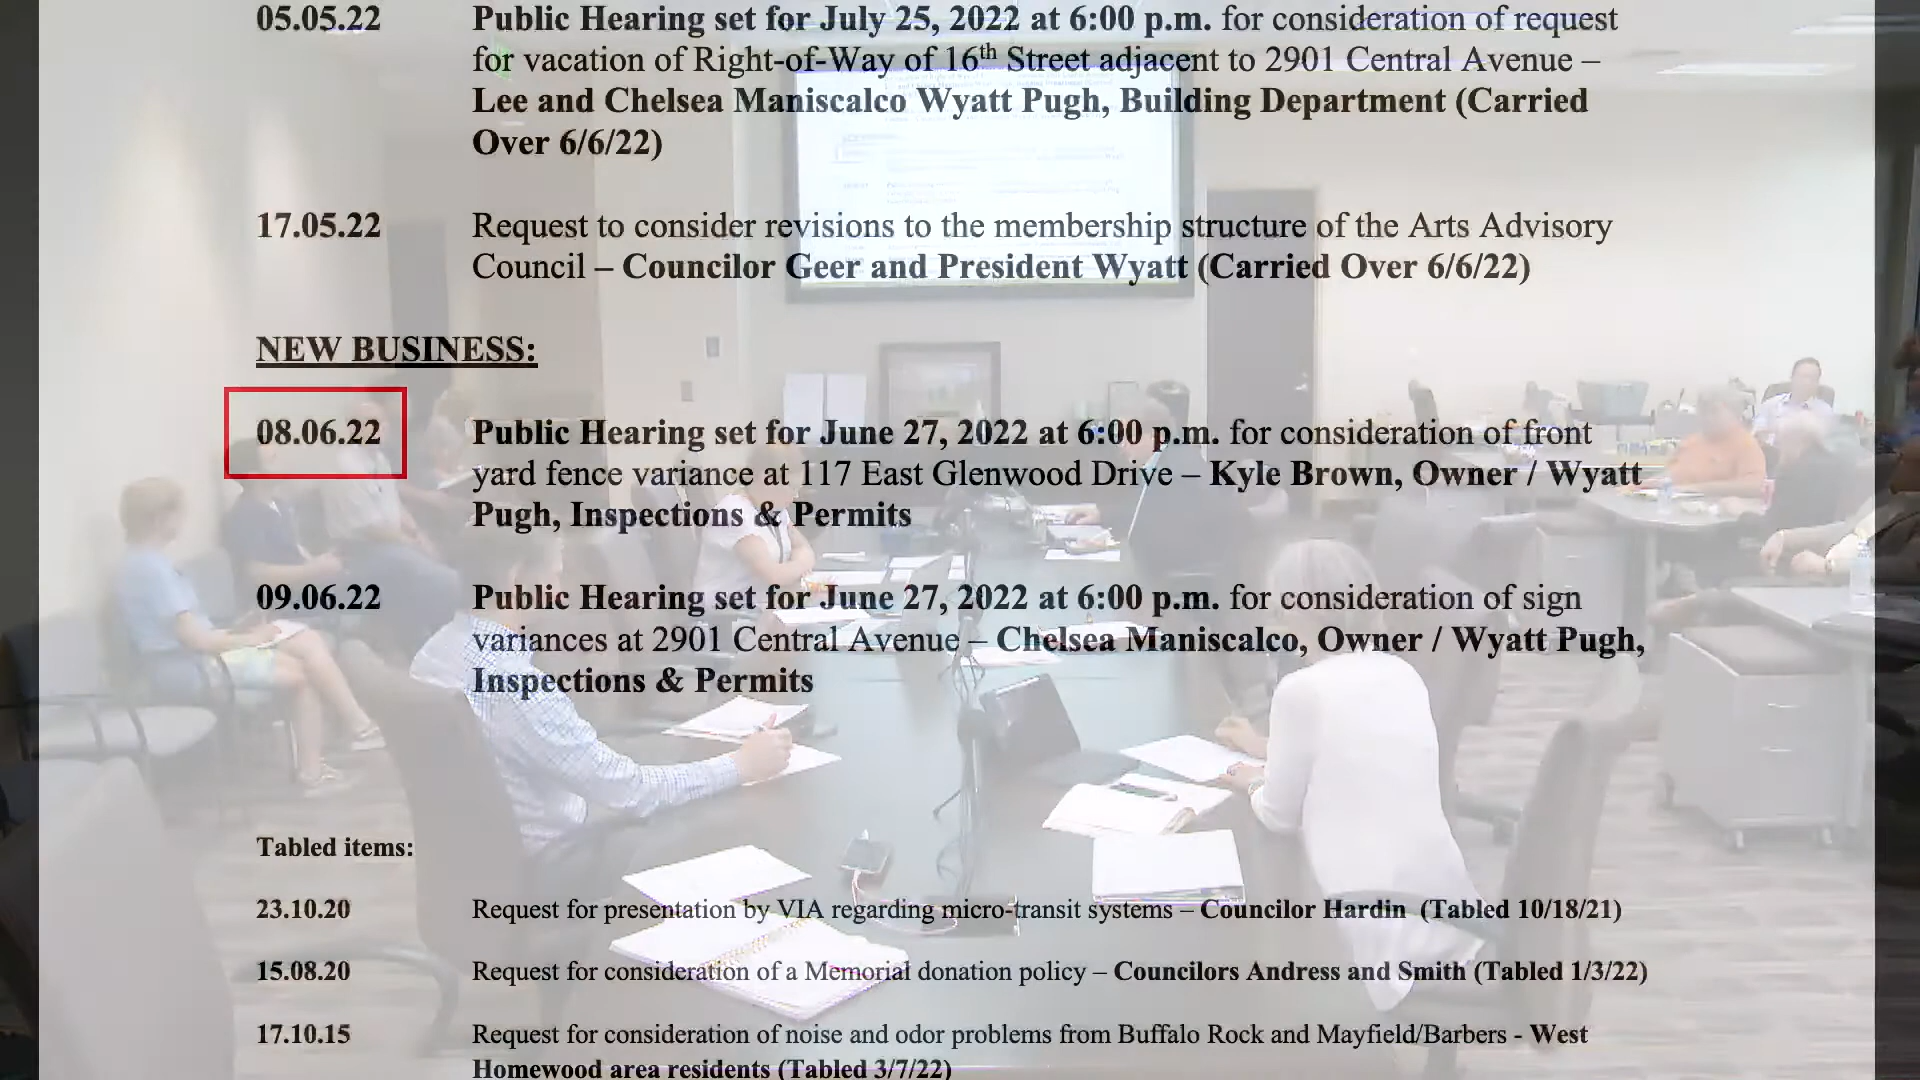 05.05.22 Public Hearing set for July 25, 2022 at 6:00 p.m. for consideration of request
for vacation of Right-of-Way of 16th Street adjacent to 2901 Central Avenue –
Lee and Chelsea Maniscalco Wyatt Pugh, Building Department (Carried
Over 6/6/22)
17.05.22 Request to consider revisions to the membership structure of the Arts Advisory
Council – Councilor Geer and President Wyatt (Carried Over 6/6/22)
NEW BUSINESS:
08.06.22 Public Hearing set for June 27, 2022 at 6:00 p.m. for consideration of front
yard fence variance at 117 East Glenwood Drive – Kyle Brown, Owner / Wyatt
Pugh, Inspections & Permits
09.06.22 Public Hearing set for June 27, 2022 at 6:00 p.m. for consideration of sign
variances at 2901 Central Avenue – Chelsea Maniscalco, Owner / Wyatt Pugh,
Inspections & Permits
Tabled items:
23.10.20 Request for presentation by VIA regarding micro-transit systems – Councilor Hardin (Tabled 10/18/21)
15.08.20 Request for consideration of a Memorial donation policy – Councilors Andress and Smith (Tabled 1/3/22)
17.10.15 Request for consideration of noise and odor problems from Buffalo Rock and Mayfield/Barbers - West
Homewood area residents (Tabled 3/7/22)